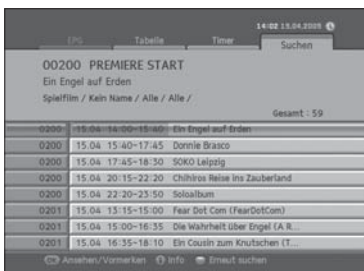 14:02 15.04.2005
EPG Tabelle Timer Suchen
00200 PREMIERE START
Ein Engel auf Erden
Spielfilm / Kein Name / Alle / Alle /
Gesamt : 59
0200 15.04 14:00~15:40 Ein Engel auf Erden
0200 15.04 15:40~17:45 Donnie Brasco
0200 15.04 17:45~18:30 SOKO Leipzig
0200 15.04 20:15~22:20 Chihiros Reise ins Zauberland
0200 15.04 22:20~23:50 Soloalbum
0201 15.04 13:15~15:00 Fear Dot Com (FearDotCom)
0201 15.04 15:00~16:35 Die Wahrheit über Engel (A R...
0201 15.04 16:35~18:10 Ein Cousin zum Knutschen (T...
OK Ansehen/Vormerken i Info Erneut suchen